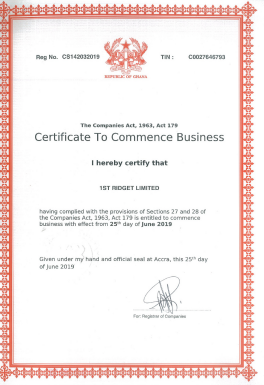 Reg No. CS142032019 TIN : C0027645793
REPUBLIC OF GHANA
The Companies Act, 1963, Act 179
Certificate To Commence Business
I hereby certify that
1ST RIDGET LIMITED
having complied with the provisions of Sections 27 and 28 of
the Companies Act, 1963, Act 179 is entitled to commence
business with effect from 25th day of June 2019
Given under my hand and official seal at Accra, this 25th day
of June 2019
For: Registrar of Companies